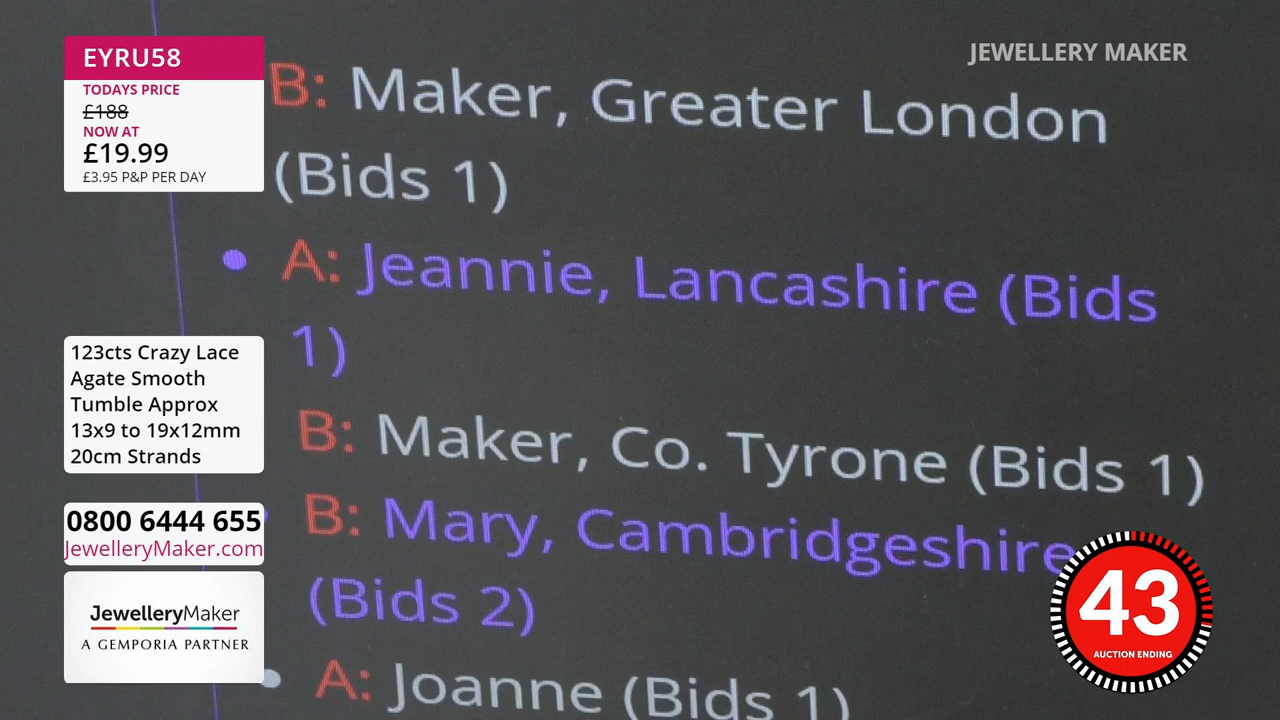 EYRU58
TODAYS PRICE
£188
NOW AT
£19.99
£3.95 P&P PER DAY
JEWELLERY MAKER
B: Maker, Greater London
(Bids 1)
A: Jeannie, Lancashire (Bids
1)
B: Maker, Co. Tyrone (Bids 1)
B: Mary, Cambridgeshire
(Bids 2)
A: Joanne (Bids 1)
123cts Crazy Lace
Agate Smooth
Tumble Approx
13x9 to 19x12mm
20cm Strands
0800 6444 655
JewelleryMaker.com
JewelleryMaker
A GEMPORIA PARTNER
43
AUCTION ENDING